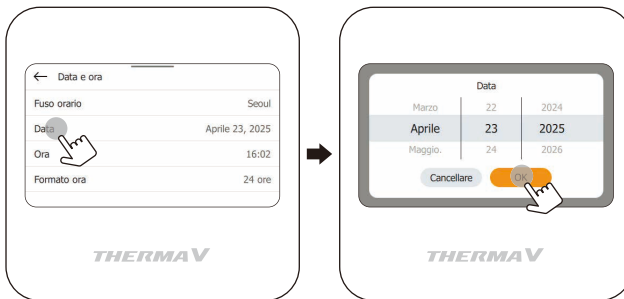 ← Data e ora
Fuso orario Seoul
Data Aprile 23, 2025
Ora 16:02
Formato ora 24 ore
THERMA V
Data
Marzo 22 2024
Aprile 23 2025
Maggio. 24 2026
Cancellare OK
THERMA V